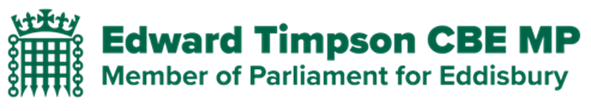 Edward Timpson CBE MP
Member of Parliament for Eddisbury